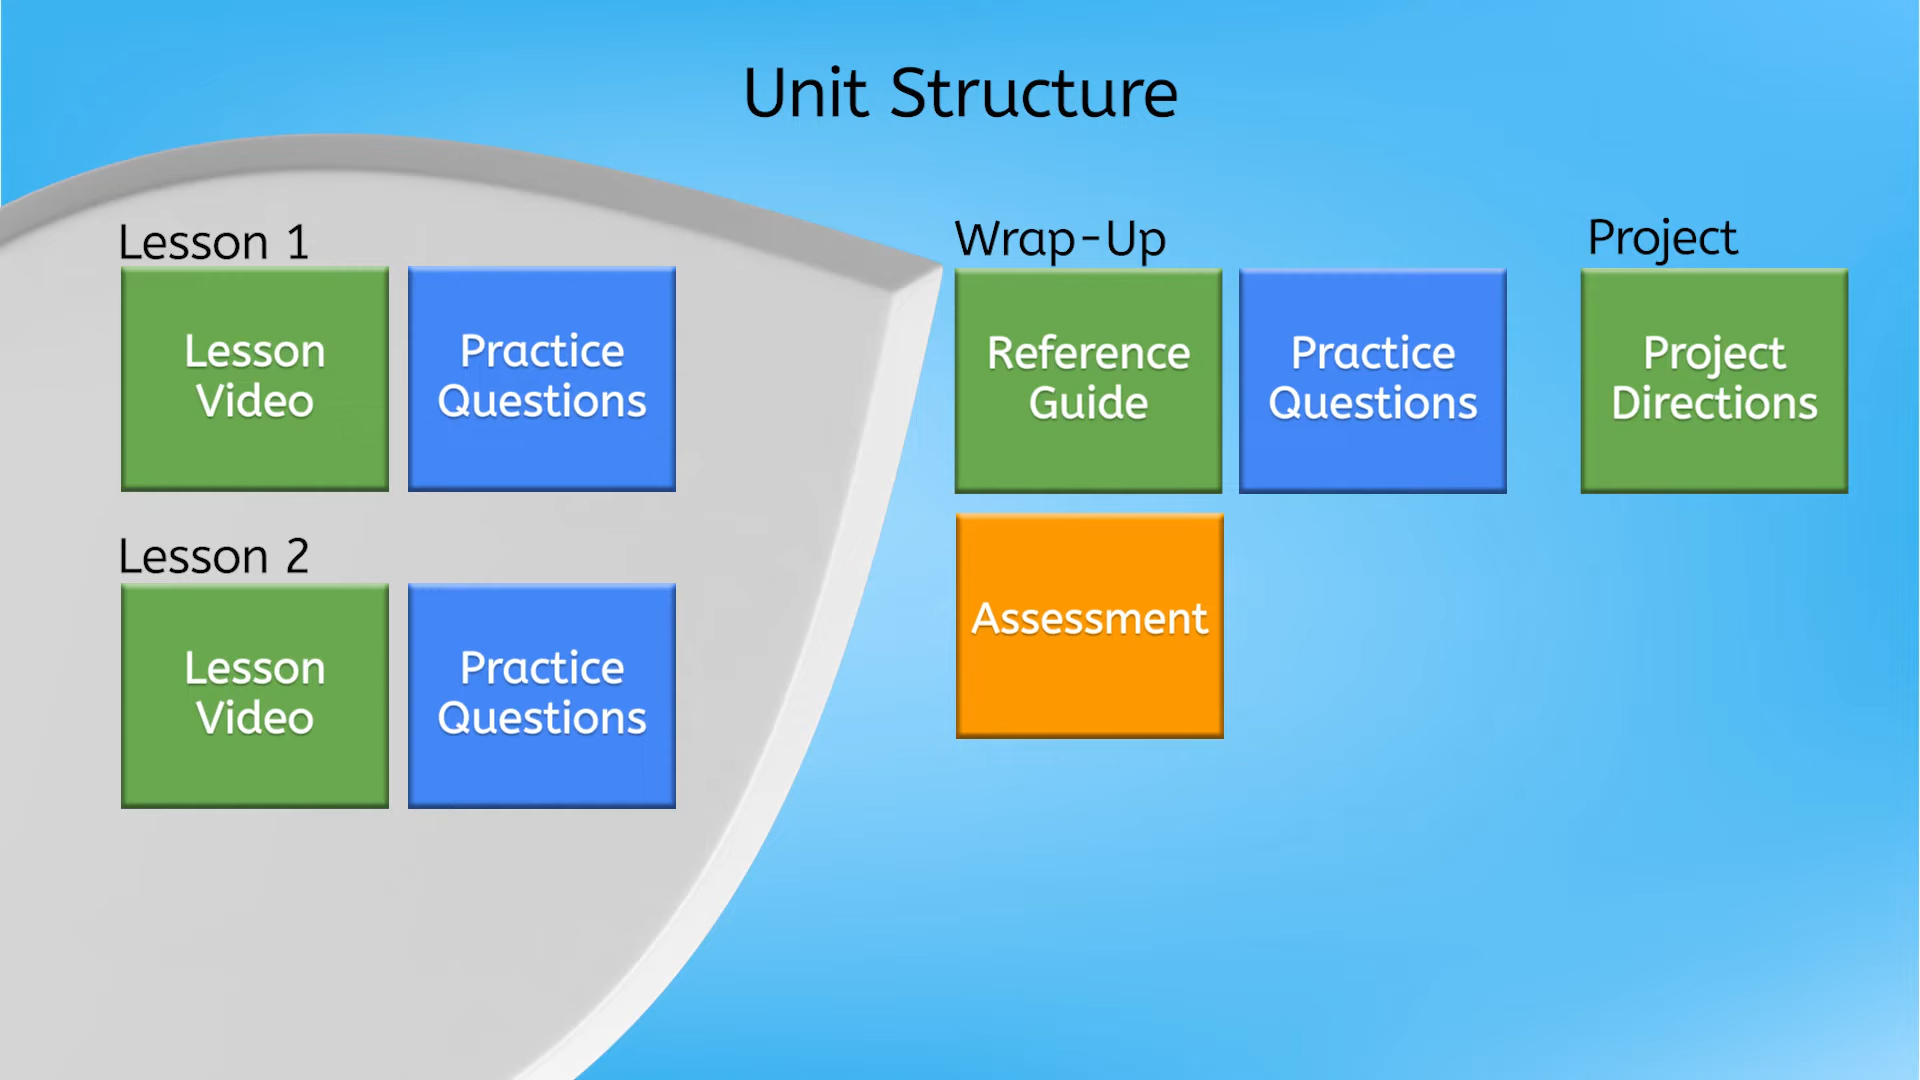 Unit Structure
Lesson 1
Lesson
Video
Practice
Questions
Lesson 2
Lesson
Video
Practice
Questions
Wrap-Up
Reference
Guide
Practice
Questions
Assessment
Project
Project
Directions